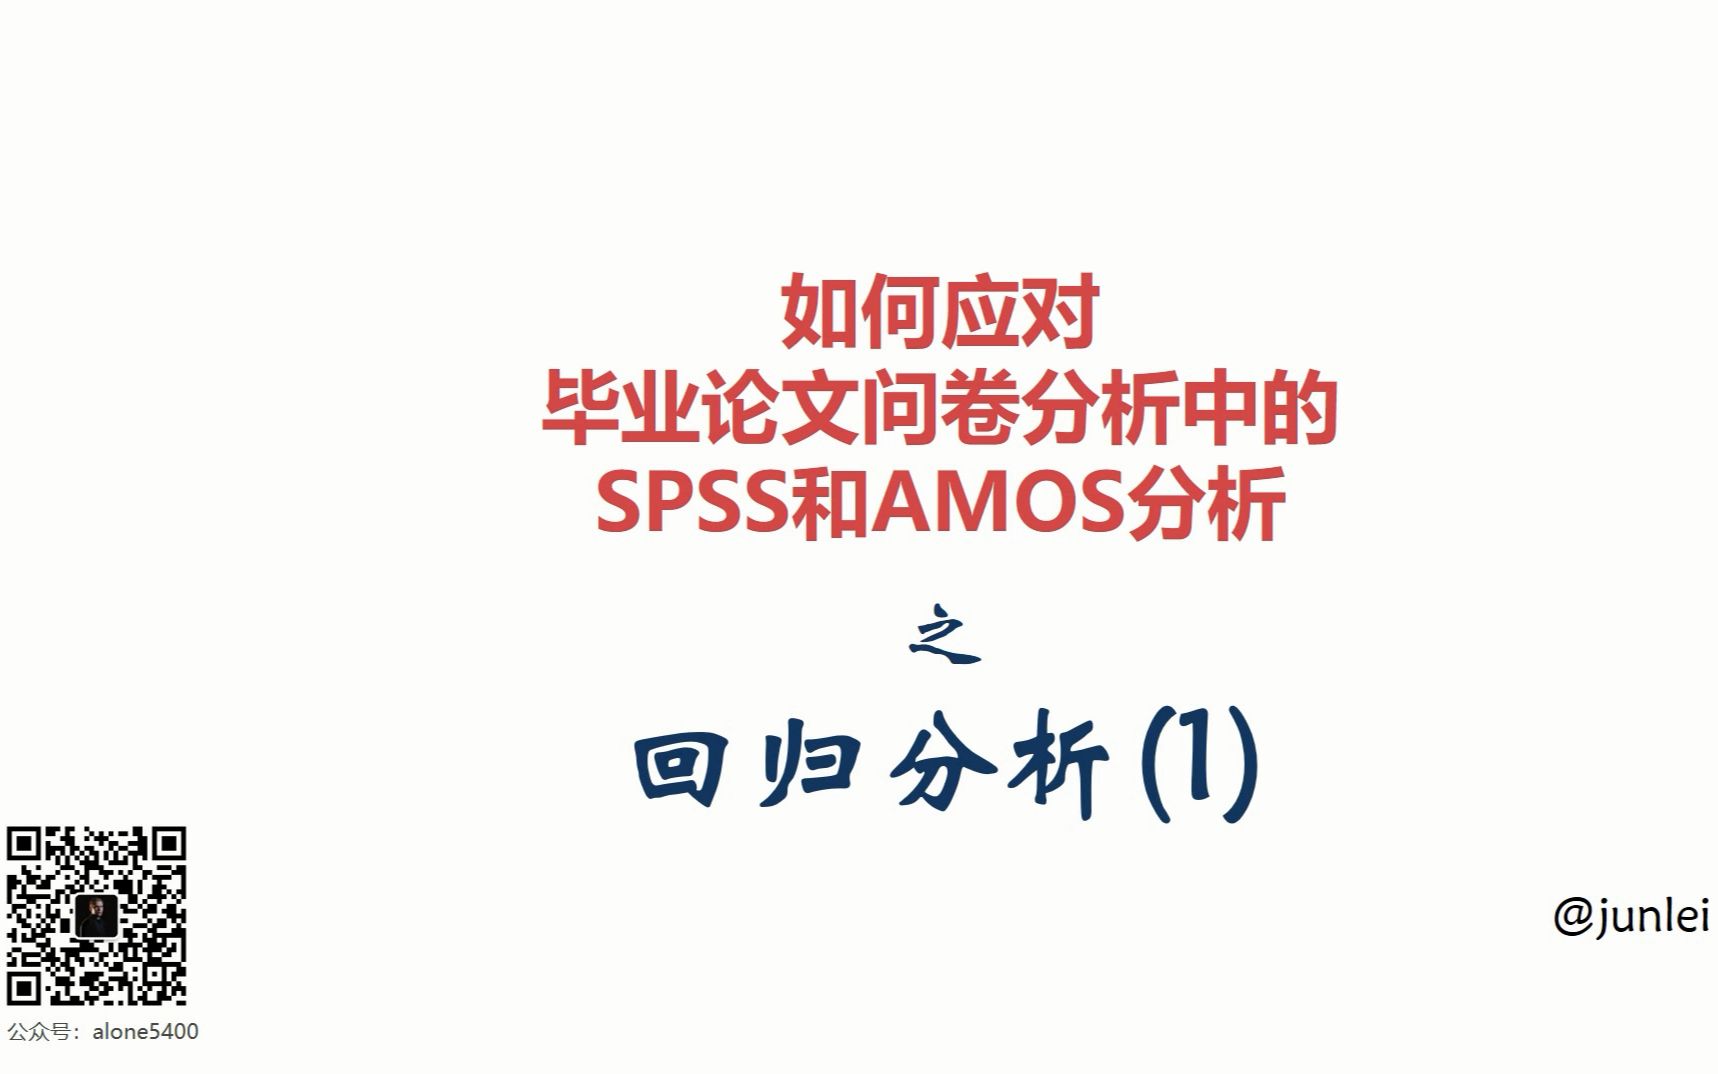 如何应对
毕业论文问卷分析中的
SPSS和AMOS分析
之
回归分析(1)
@junlei
公众号：alone5400